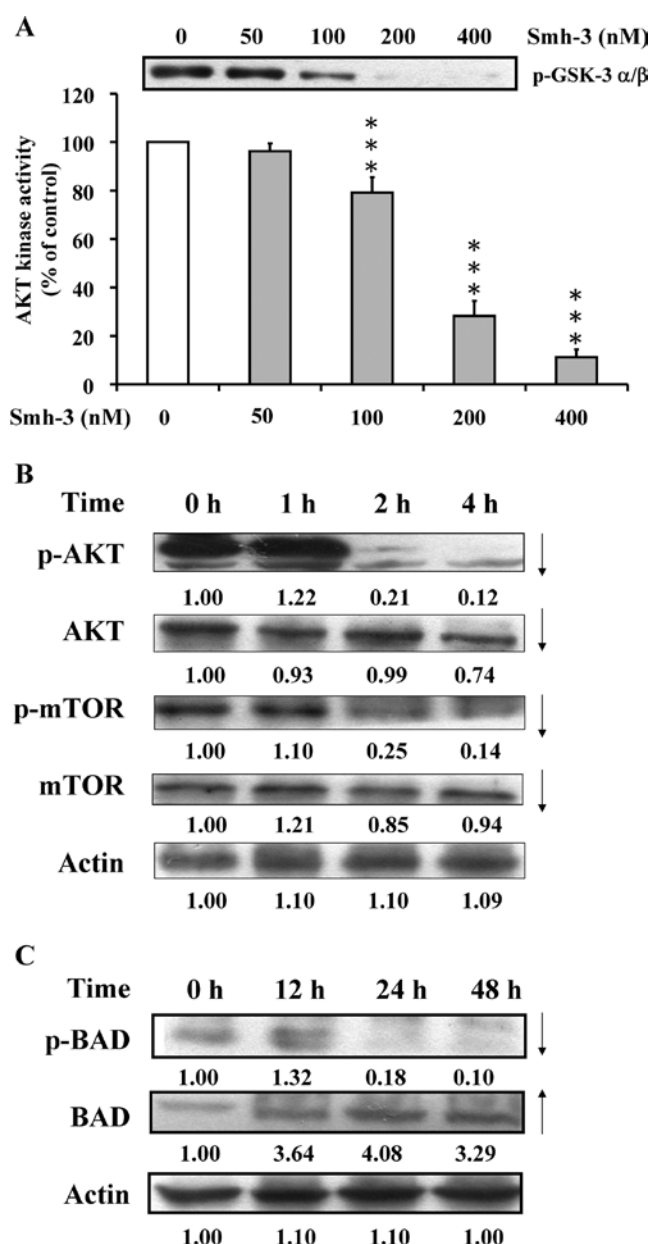 A
0 50 100 200 400 Smh-3 (nM)
p-GSK-3 α/β
120
100
80
60
40
20
0
AKT kinase activity
(% of control)
***
***
***
Smh-3 (nM) 0 50 100 200 400
B
Time 0 h 1 h 2 h 4 h
p-AKT
1.00 1.22 0.21 0.12
AKT
1.00 0.93 0.99 0.74
p-mTOR
1.00 1.10 0.25 0.14
mTOR
1.00 1.21 0.85 0.94
Actin
1.00 1.10 1.10 1.09
C
Time 0 h 12 h 24 h 48 h
p-BAD
1.00 1.32 0.18 0.10
BAD
1.00 3.64 4.08 3.29
Actin
1.00 1.10 1.10 1.00